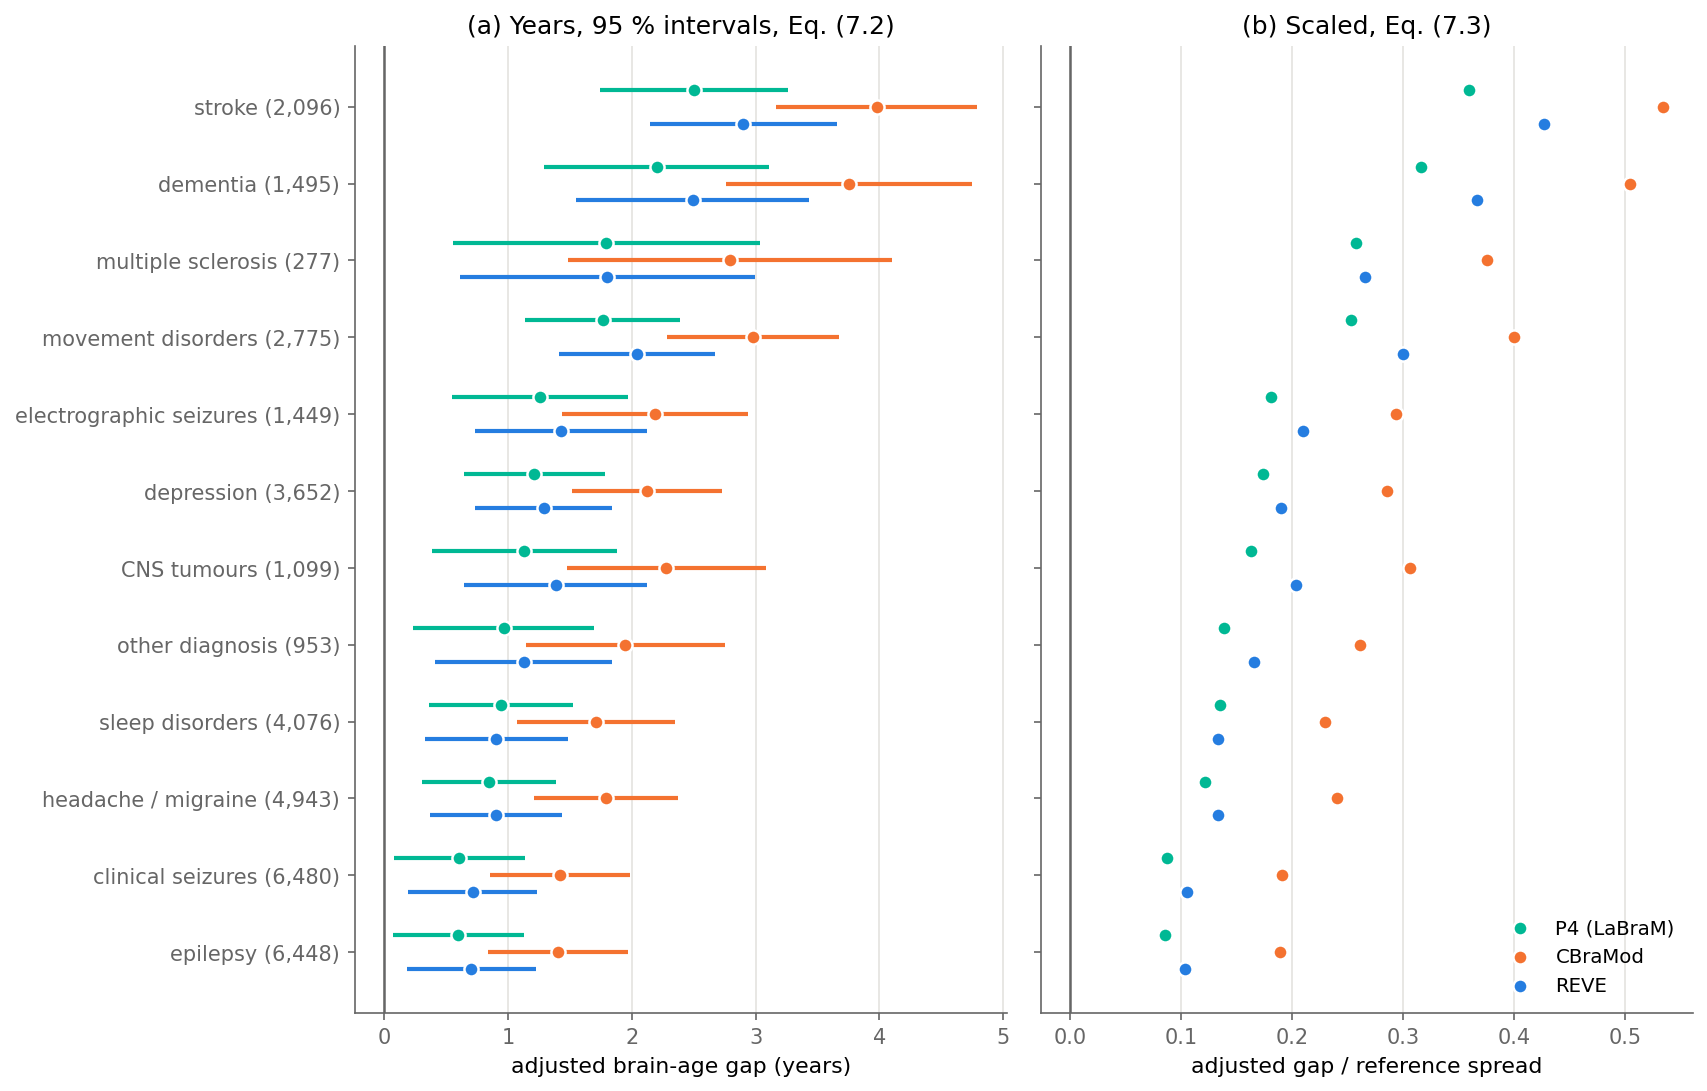 (a) Years, 95 % intervals, Eq. (7.2)
(b) Scaled, Eq. (7.3)
stroke (2,096)
dementia (1,495)
multiple sclerosis (277)
movement disorders (2,775)
electrographic seizures (1,449)
depression (3,652)
CNS tumours (1,099)
other diagnosis (953)
sleep disorders (4,076)
headache / migraine (4,943)
clinical seizures (6,480)
epilepsy (6,448)
P4 (LaBraM)
CBraMod
REVE
0 1 2 3 4 5
0.0 0.1 0.2 0.3 0.4 0.5
adjusted brain-age gap (years)
adjusted gap / reference spread